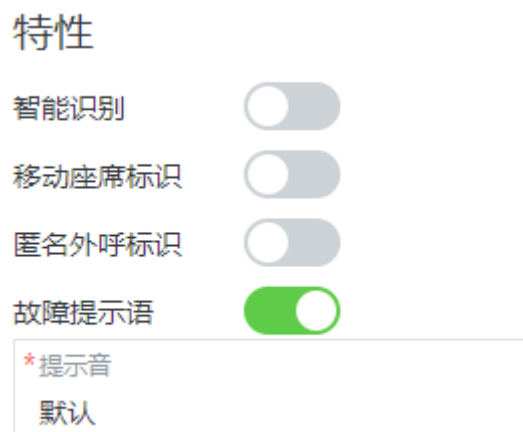 特性
智能识别
移动座席标识
匿名外呼标识
故障提示语
*提示音
默认